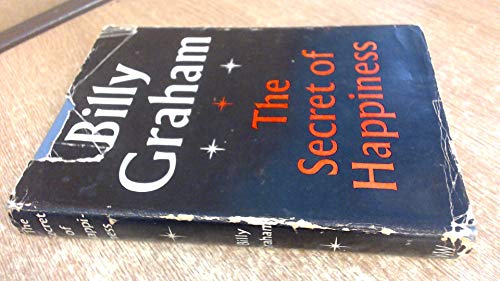 Billy
Graham
The
Secret of
Happiness
The
Secret
of
Happi-
ness
Billy
Graham
W